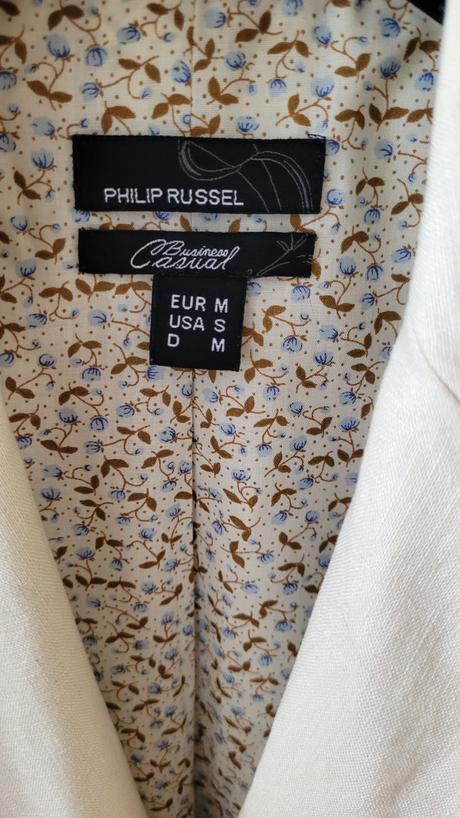 PHILIP RUSSEL
Business
Casual
EUR M
USA S
D M